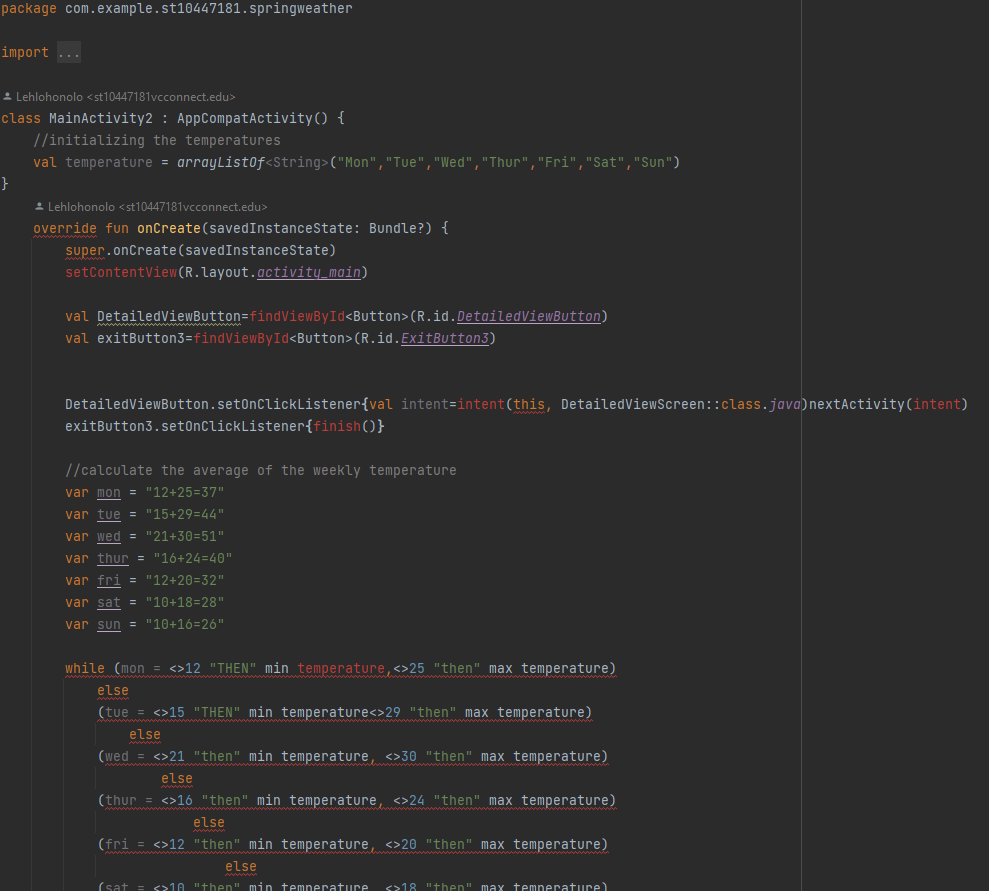 package com.example.st10447181.springweather
import ...
Lehlohonolo <st10447181vcconnect.edu>
class MainActivity2 : AppCompatActivity() {
//initializing the temperatures
val temperature = arrayListOf<String>("Mon","Tue","Wed","Thur","Fri","Sat","Sun")
}
Lehlohonolo <st10447181vcconnect.edu>
override fun onCreate(savedInstanceState: Bundle?) {
super.onCreate(savedInstanceState)
setContentView(R.layout.activity_main)
val DetailedViewButton=findViewById<Button>(R.id.DetailedViewButton)
val exitButton3=findViewById<Button>(R.id.ExitButton3)
DetailedViewButton.setOnClickListener{val intent=intent(this, DetailedViewScreen::class.java)nextActivity(intent)
exitButton3.setOnClickListener{finish()}
//calculate the average of the weekly temperature
var mon = "12+25=37"
var tue = "15+29=44"
var wed = "21+30=51"
var thur = "16+24=40"
var fri = "12+20=32"
var sat = "10+18=28"
var sun = "10+16=26"
while (mon = <>12 "THEN" min temperature,<>25 "then" max temperature)
else
(tue = <>15 "THEN" min temperature<>29 "then" max temperature)
else
(wed = <>21 "then" min temperature, <>30 "then" max temperature)
else
(thur = <>16 "then" min temperature, <>24 "then" max temperature)
else
(fri = <>12 "then" min temperature, <>20 "then" max temperature)
else
(sat = <>10 "then" min temperature, <>18 "then" max temperature)